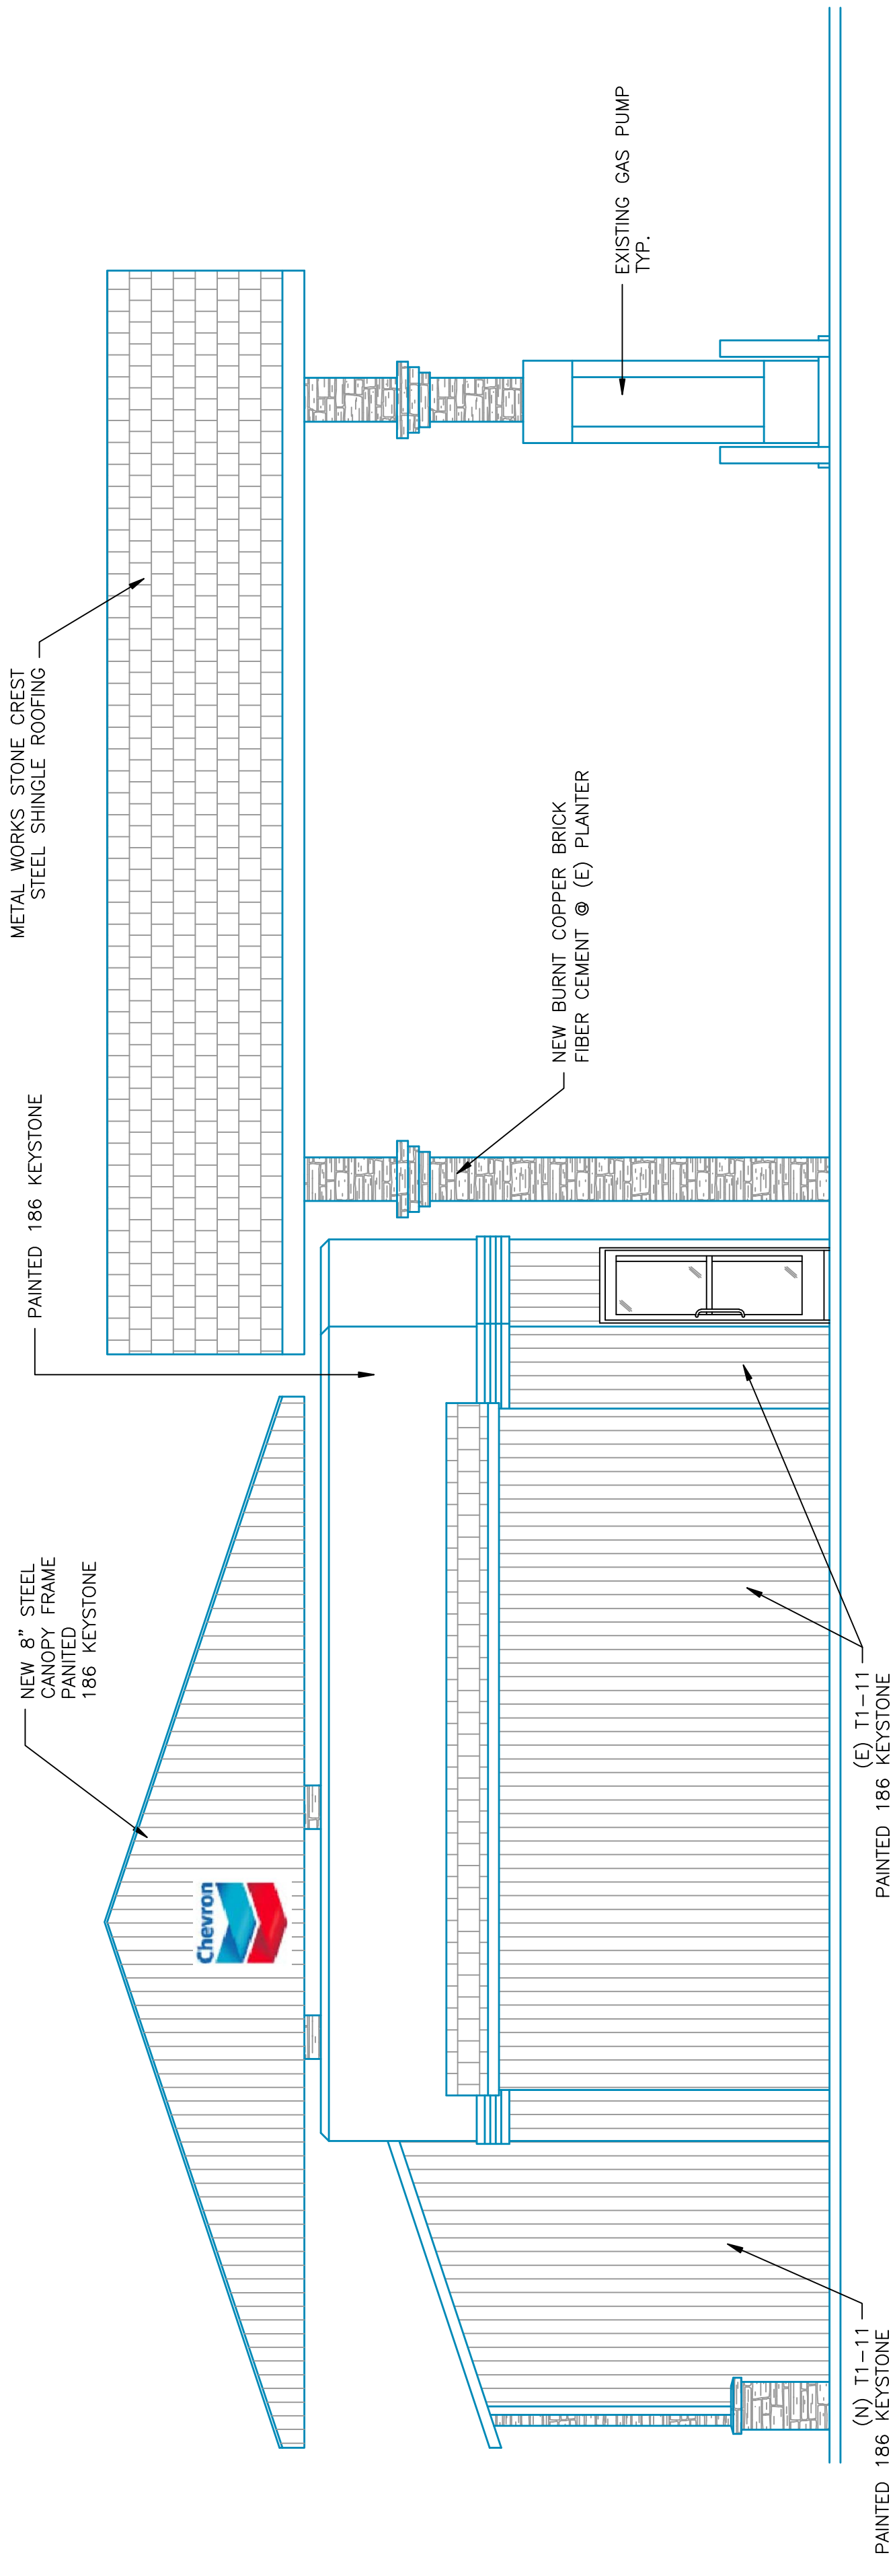 NEW 8" STEEL
CANOPY FRAME
PANITED
186 KEYSTONE
PAINTED 186 KEYSTONE
METAL WORKS STONE CREST
STEEL SHINGLE ROOFING
Chevron
NEW BURNT COPPER BRICK
FIBER CEMENT @ (E) PLANTER
EXISTING GAS PUMP
TYP.
(N) T1-11
PAINTED 186 KEYSTONE
(E) T1-11
PAINTED 186 KEYSTONE